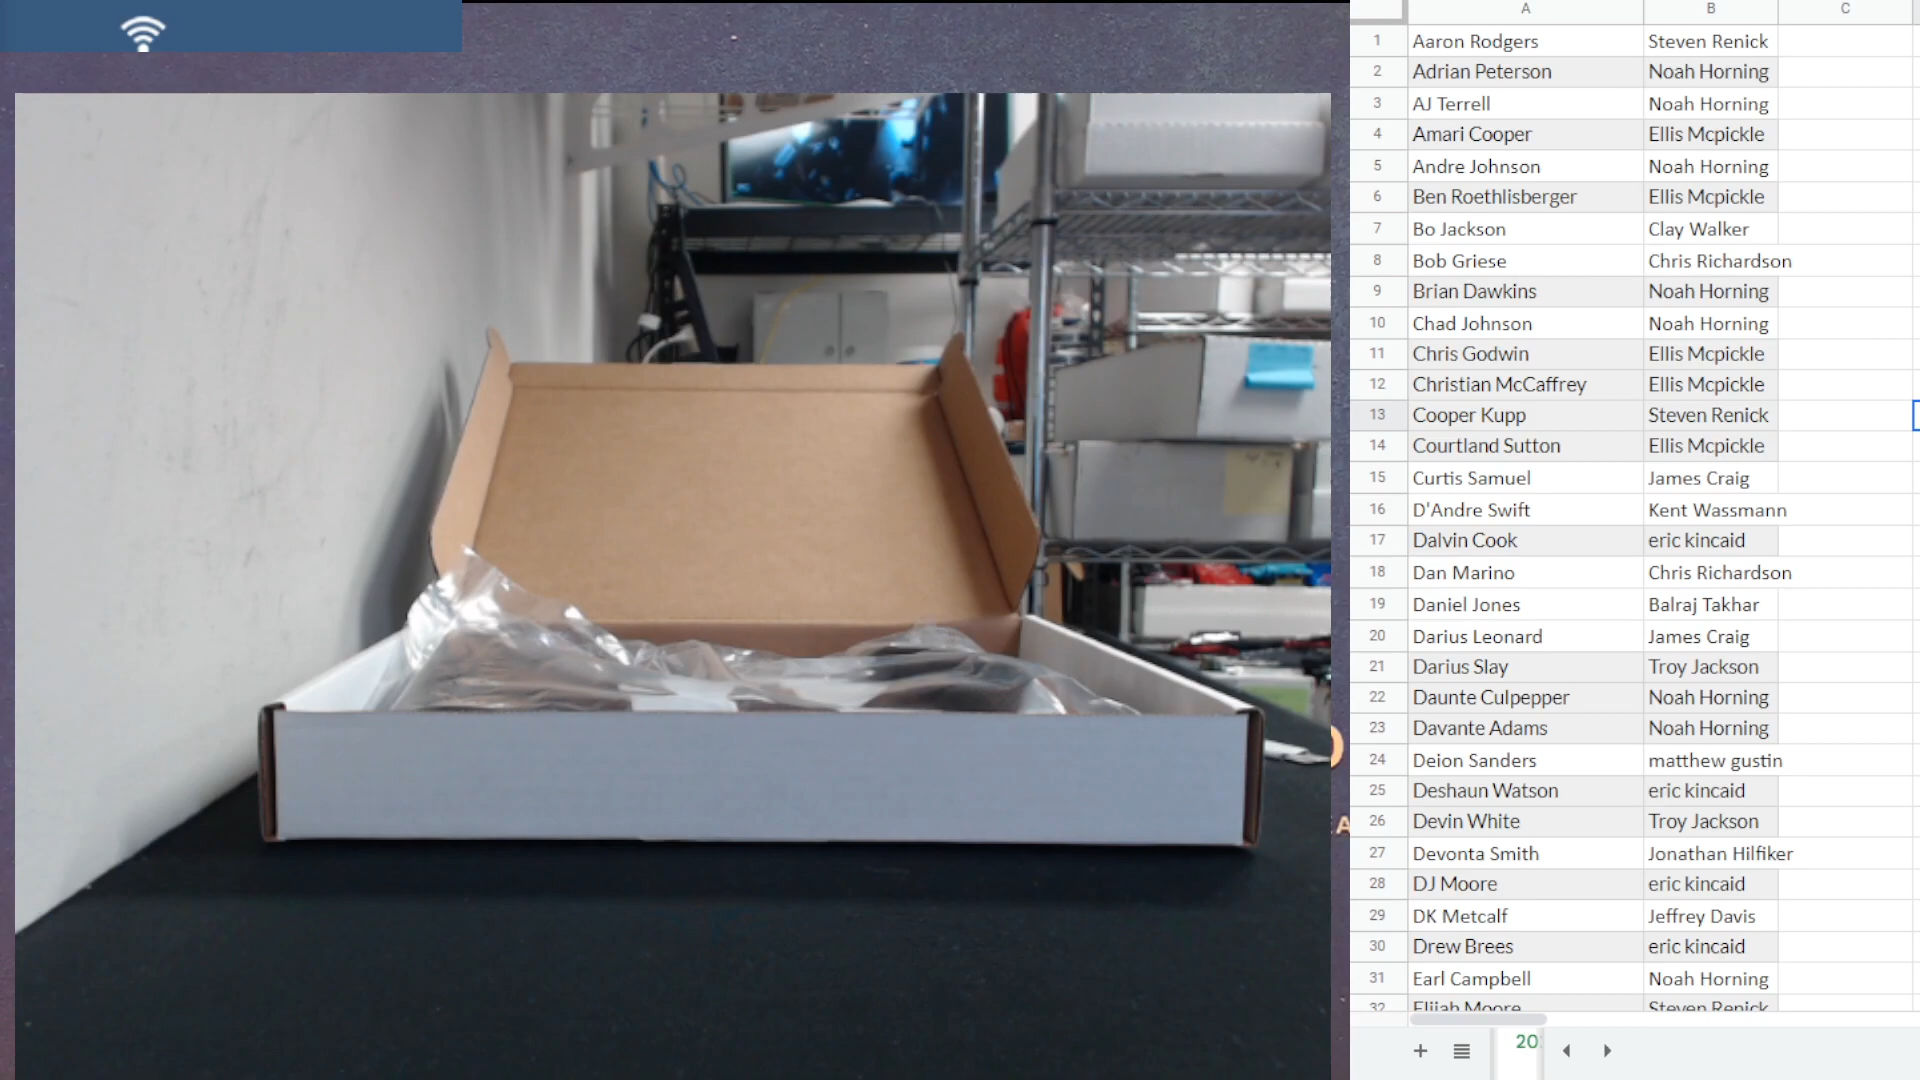 A B C
1 Aaron Rodgers Steven Renick
2 Adrian Peterson Noah Horning
3 AJ Terrell Noah Horning
4 Amari Cooper Ellis Mcpickle
5 Andre Johnson Noah Horning
6 Ben Roethlisberger Ellis Mcpickle
7 Bo Jackson Clay Walker
8 Bob Griese Chris Richardson
9 Brian Dawkins Noah Horning
10 Chad Johnson Noah Horning
11 Chris Godwin Ellis Mcpickle
12 Christian McCaffrey Ellis Mcpickle
13 Cooper Kupp Steven Renick
14 Courtland Sutton Ellis Mcpickle
15 Curtis Samuel James Craig
16 D'Andre Swift Kent Wassmann
17 Dalvin Cook eric kincaid
18 Dan Marino Chris Richardson
19 Daniel Jones Balraj Takhar
20 Darius Leonard James Craig
21 Darius Slay Troy Jackson
22 Daunte Culpepper Noah Horning
23 Davante Adams Noah Horning
24 Deion Sanders matthew gustin
25 Deshaun Watson eric kincaid
26 Devin White Troy Jackson
27 Devonta Smith Jonathan Hilfiker
28 DJ Moore eric kincaid
29 DK Metcalf Jeffrey Davis
30 Drew Brees eric kincaid
31 Earl Campbell Noah Horning
32 Elijah Moore Steven Renick
20